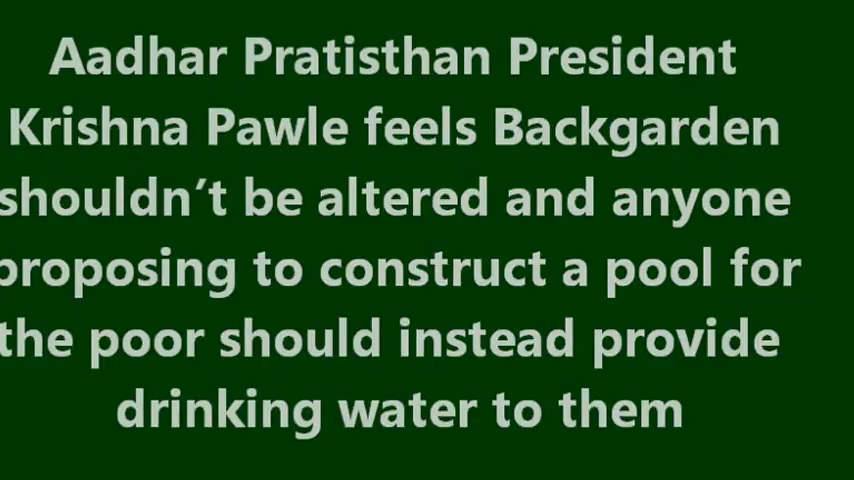 Aadhar Pratisthan President
Krishna Pawle feels Backgarden
shouldn’t be altered and anyone
proposing to construct a pool for
the poor should instead provide
drinking water to them